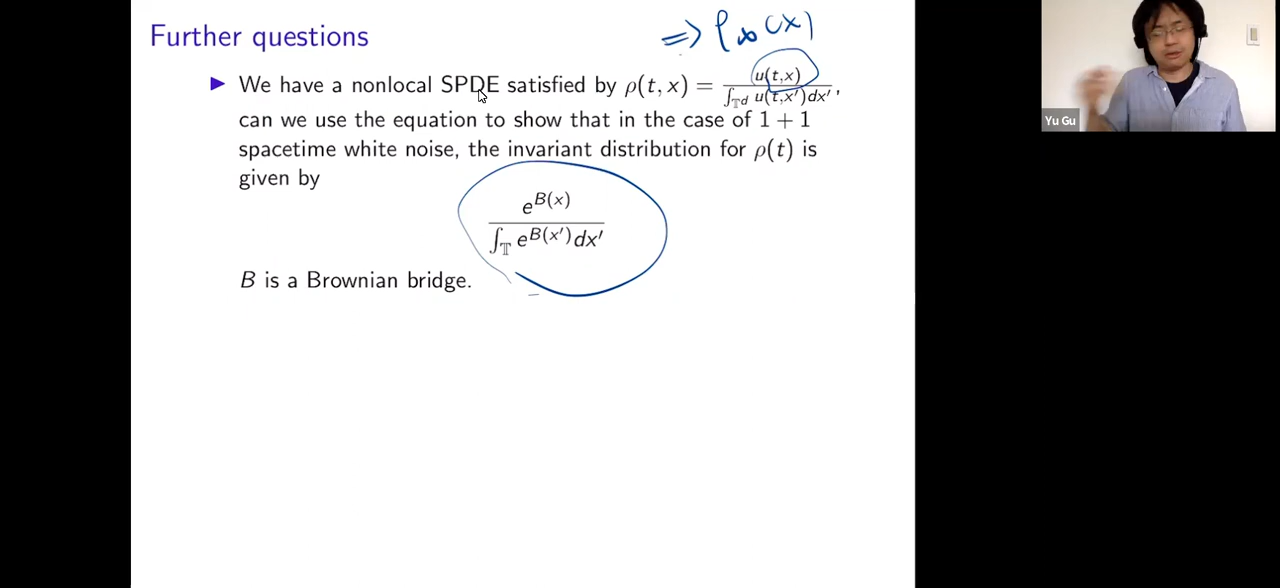 Further questions
⇒ ρ∞(x)
▶ We have a nonlocal SPDE satisfied by ρ(t, x) = u(t,x) / ∫_𝕋ᵈ u(t,x′)dx′ ,
can we use the equation to show that in the case of 1 + 1
spacetime white noise, the invariant distribution for ρ(t) is
given by
e^{B(x)} / ∫_𝕋 e^{B(x′)}dx′
B is a Brownian bridge.
Yu Gu